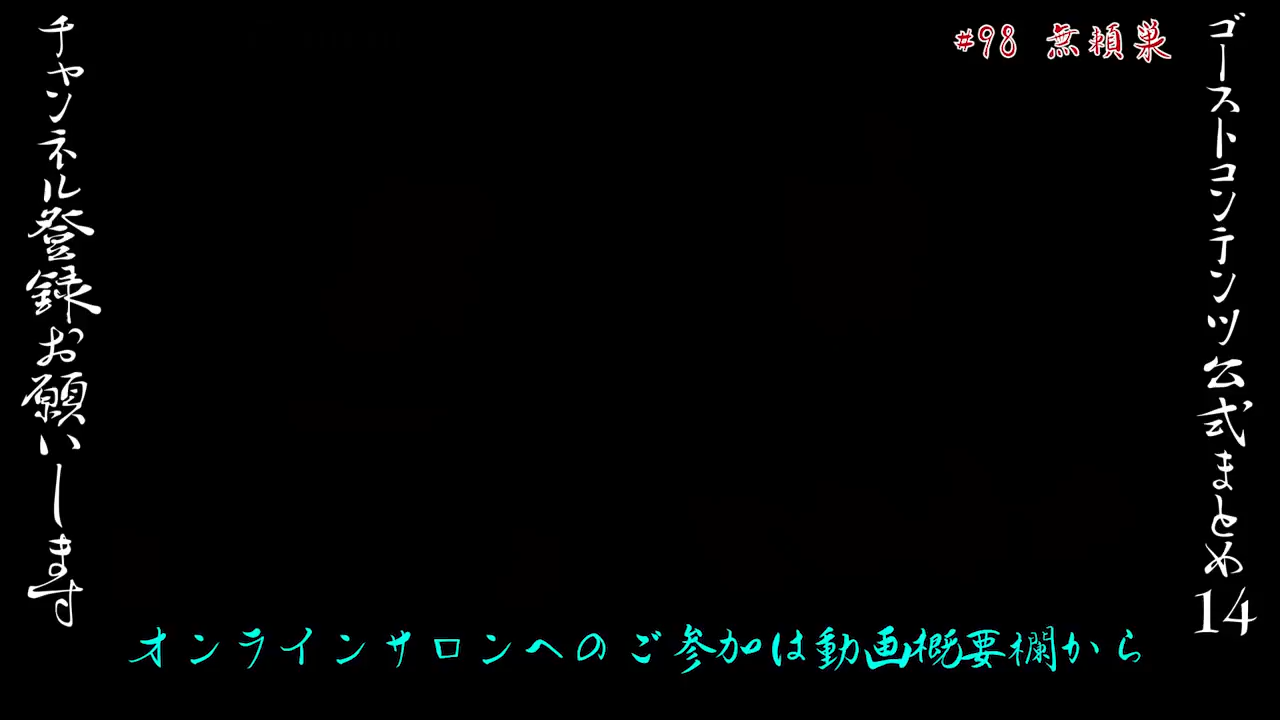 ゴーストコンテンツ公式まとめ14
#98 無頼巣
チャンネル登録お願いします
オンラインサロンへのご参加は動画概要欄から